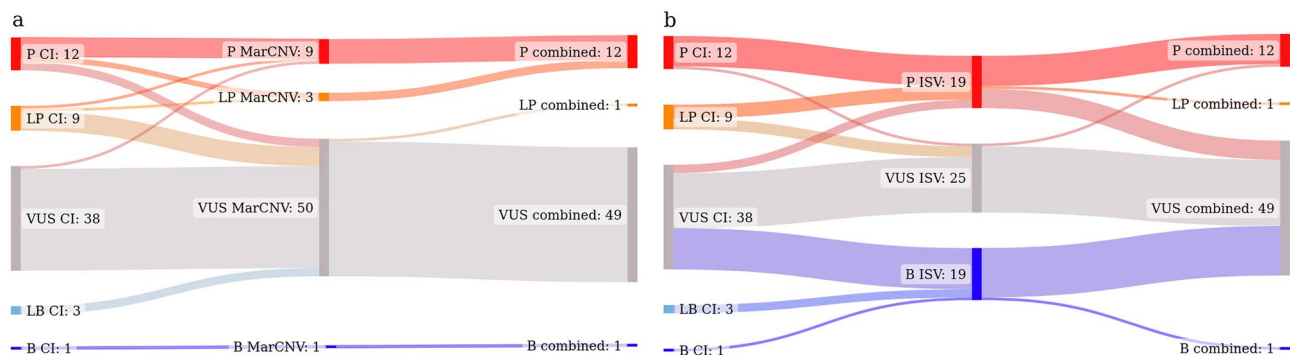 a
P CI: 12
P MarCNV: 9
P combined: 12
LP MarCNV: 3
LP combined: 1
LP CI: 9
VUS CI: 38
VUS MarCNV: 50
VUS combined: 49
LB CI: 3
B CI: 1
B MarCNV: 1
B combined: 1
b
P CI: 12
P ISV: 19
P combined: 12
LP combined: 1
LP CI: 9
VUS ISV: 25
VUS CI: 38
VUS combined: 49
B ISV: 19
LB CI: 3
B CI: 1
B combined: 1